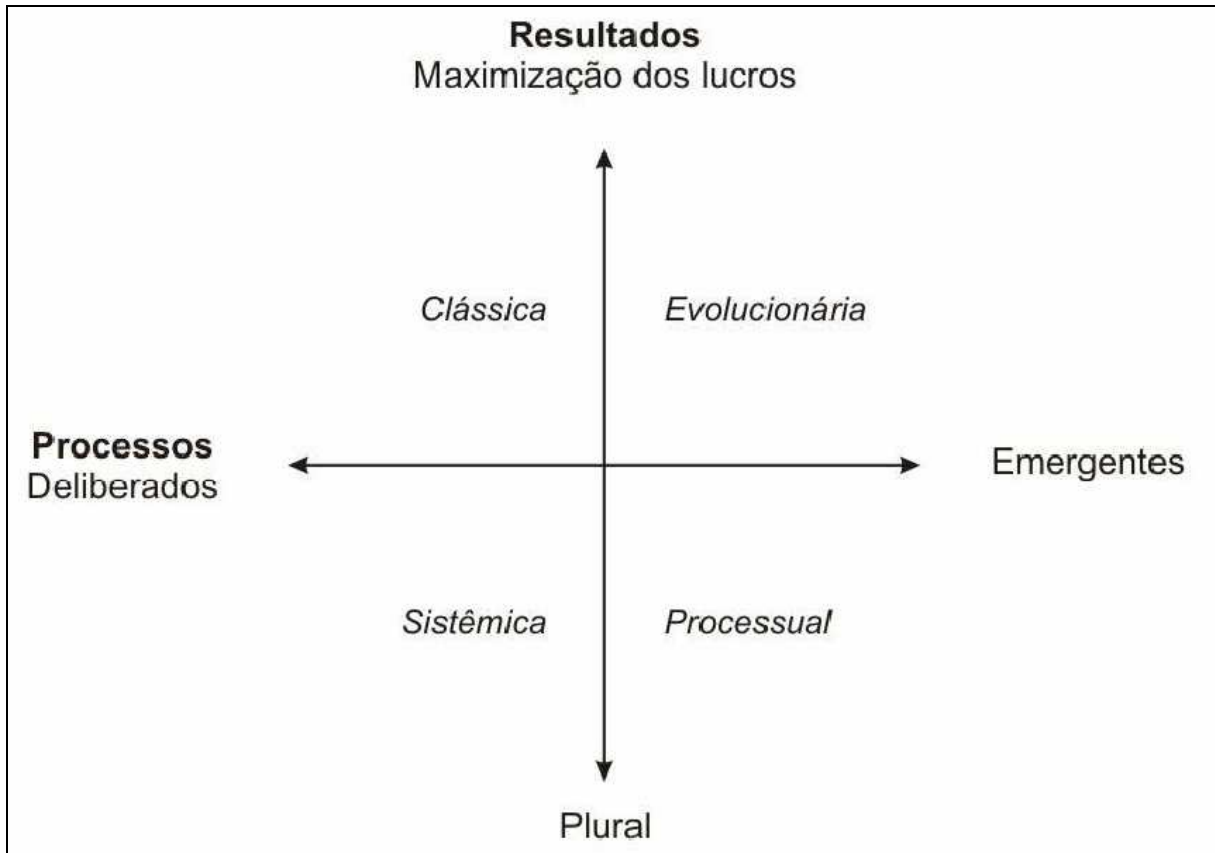 Resultados
Maximização dos lucros
Clássica
Evolucionária
Processos
Deliberados
Emergentes
Sistêmica
Processual
Plural